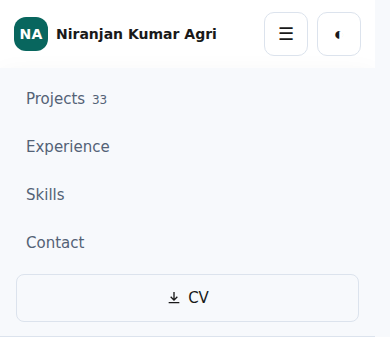 NA Niranjan Kumar Agri
Projects 33
Experience
Skills
Contact
CV